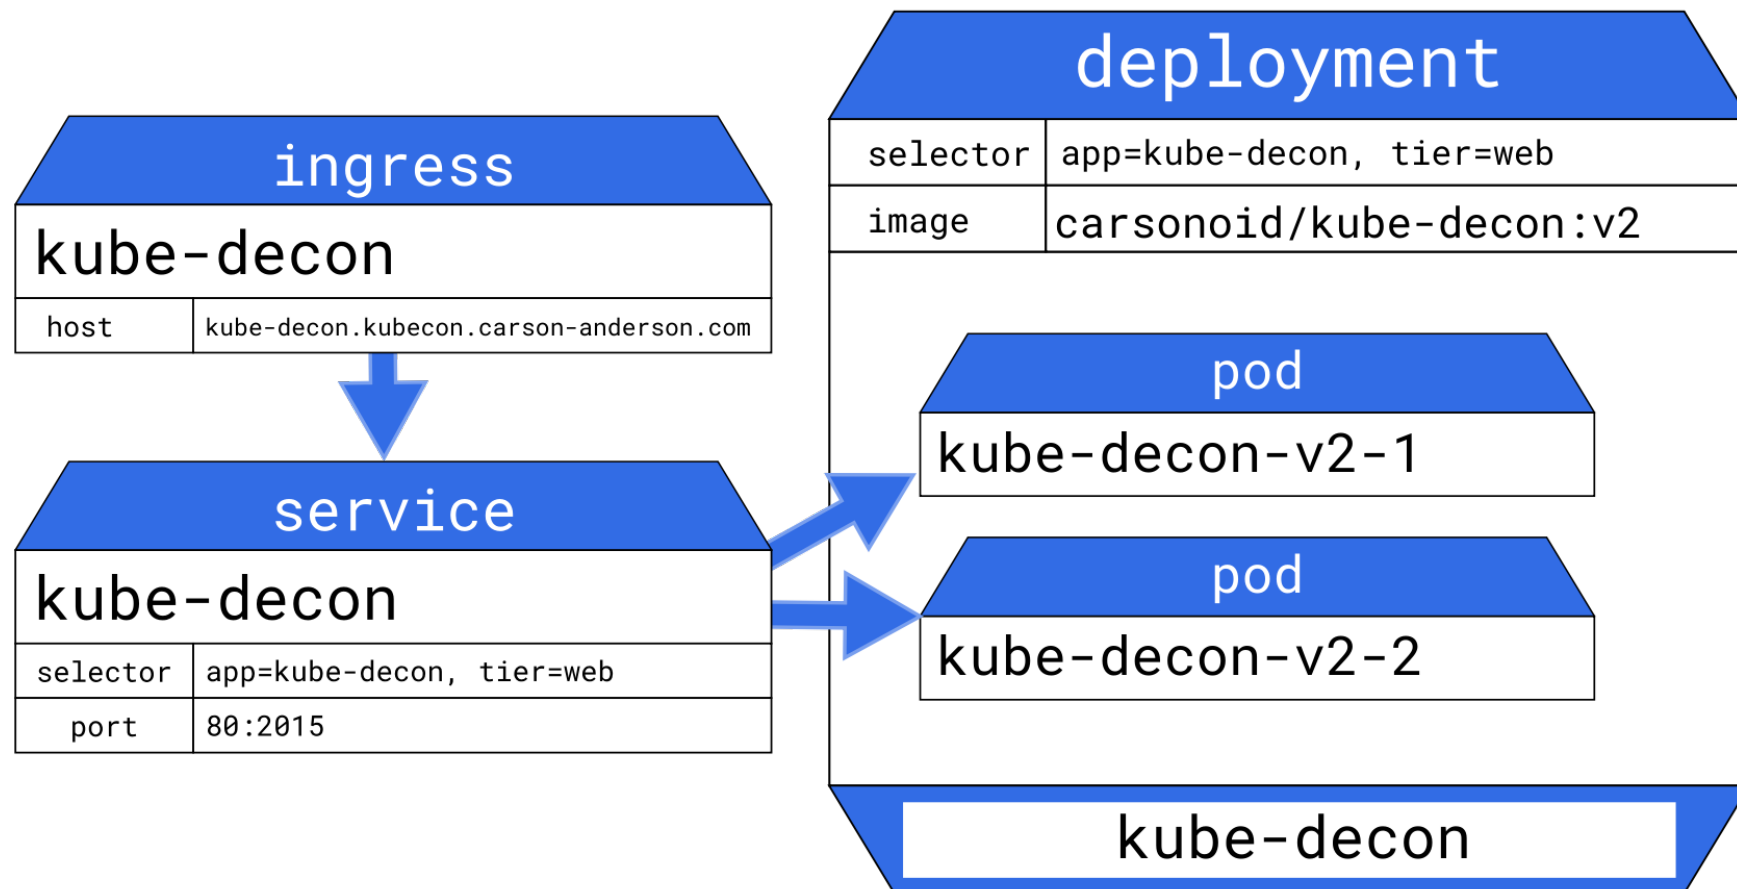 ingress
kube-decon
host kube-decon.kubecon.carson-anderson.com
service
kube-decon
selector app=kube-decon, tier=web
port 80:2015
deployment
selector app=kube-decon, tier=web
image carsonoid/kube-decon:v2
pod
kube-decon-v2-1
pod
kube-decon-v2-2
kube-decon